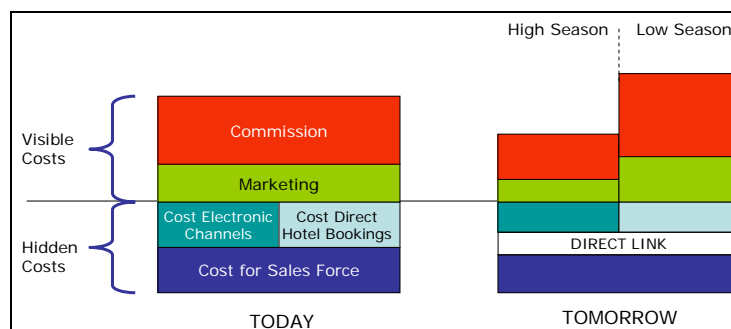 High Season
Low Season
Visible
Costs
Commission
Marketing
Hidden
Costs
Cost Electronic
Channels
Cost Direct
Hotel Bookings
Cost for Sales Force
DIRECT LINK
TODAY
TOMORROW